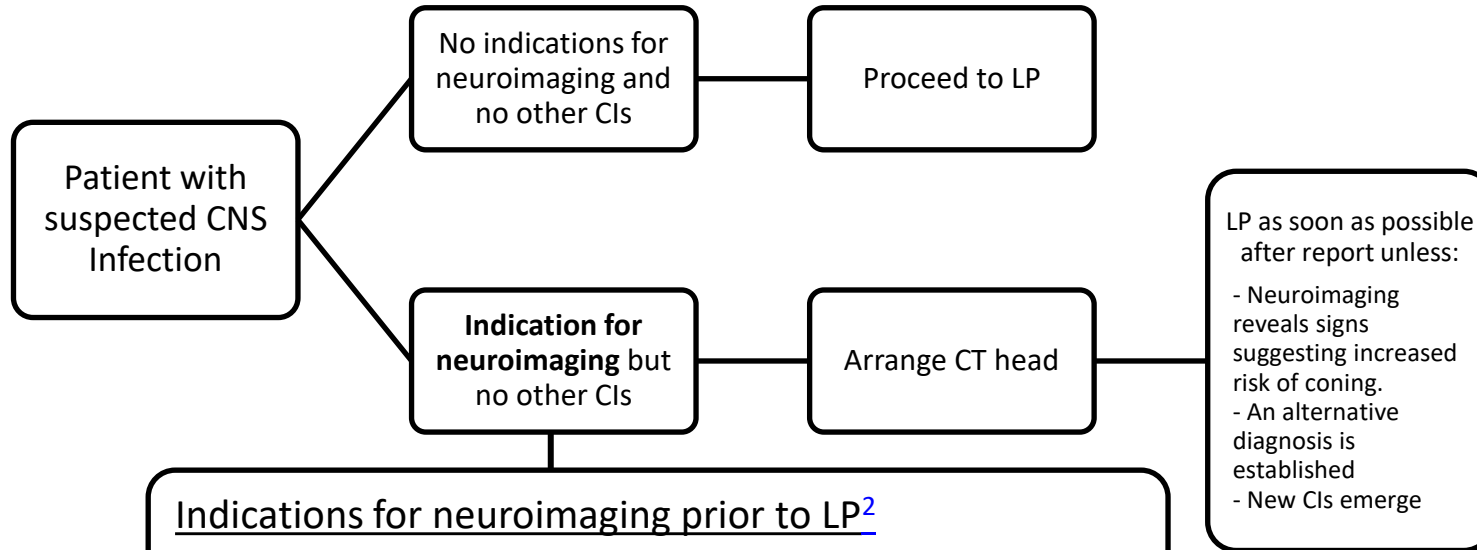 Patient with
suspected CNS
Infection
No indications for
neuroimaging and
no other CIs
Proceed to LP
Indication for
neuroimaging but
no other CIs
Arrange CT head
LP as soon as possible
after report unless:
- Neuroimaging
reveals signs
suggesting increased
risk of coning.
- An alternative
diagnosis is
established
- New CIs emerge
Indications for neuroimaging prior to LP2